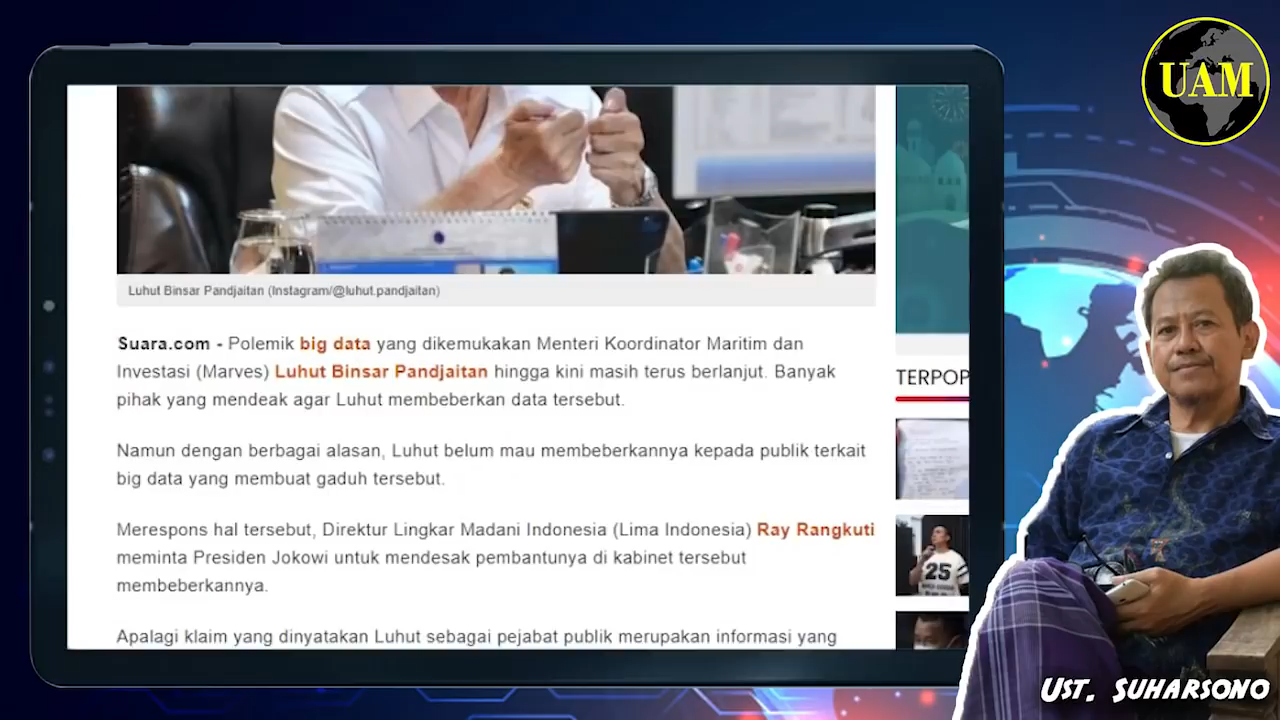 UAM
Luhut Binsar Pandjaitan (Instagram/@luhut.pandjaitan)
Suara.com - Polemik big data yang dikemukakan Menteri Koordinator Maritim dan
Investasi (Marves) Luhut Binsar Pandjaitan hingga kini masih terus berlanjut. Banyak
pihak yang mendeak agar Luhut membeberkan data tersebut.
Namun dengan berbagai alasan, Luhut belum mau membeberkannya kepada publik terkait
big data yang membuat gaduh tersebut.
Merespons hal tersebut, Direktur Lingkar Madani Indonesia (Lima Indonesia) Ray Rangkuti
meminta Presiden Jokowi untuk mendesak pembantunya di kabinet tersebut
membeberkannya.
Apalagi klaim yang dinyatakan Luhut sebagai pejabat publik merupakan informasi yang
TERPOP
25
UST. SUHARSONO